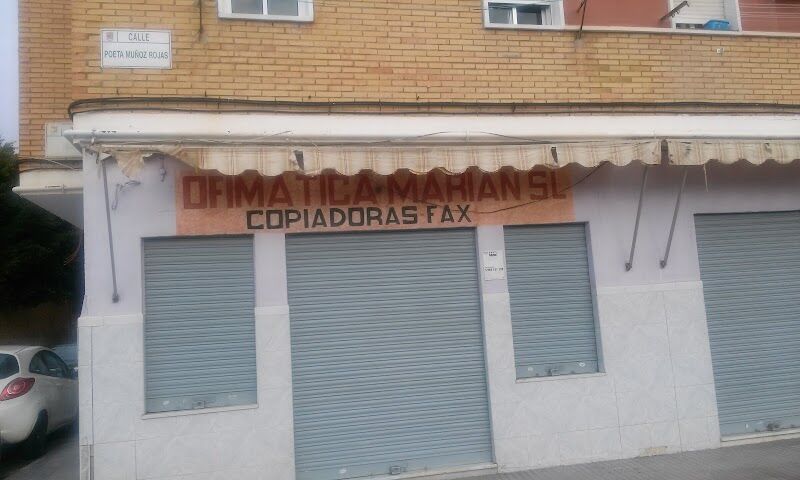 CALLE
POETA MUÑOZ ROJAS
OFIMATICA MARIAN SL
COPIADORAS FAX